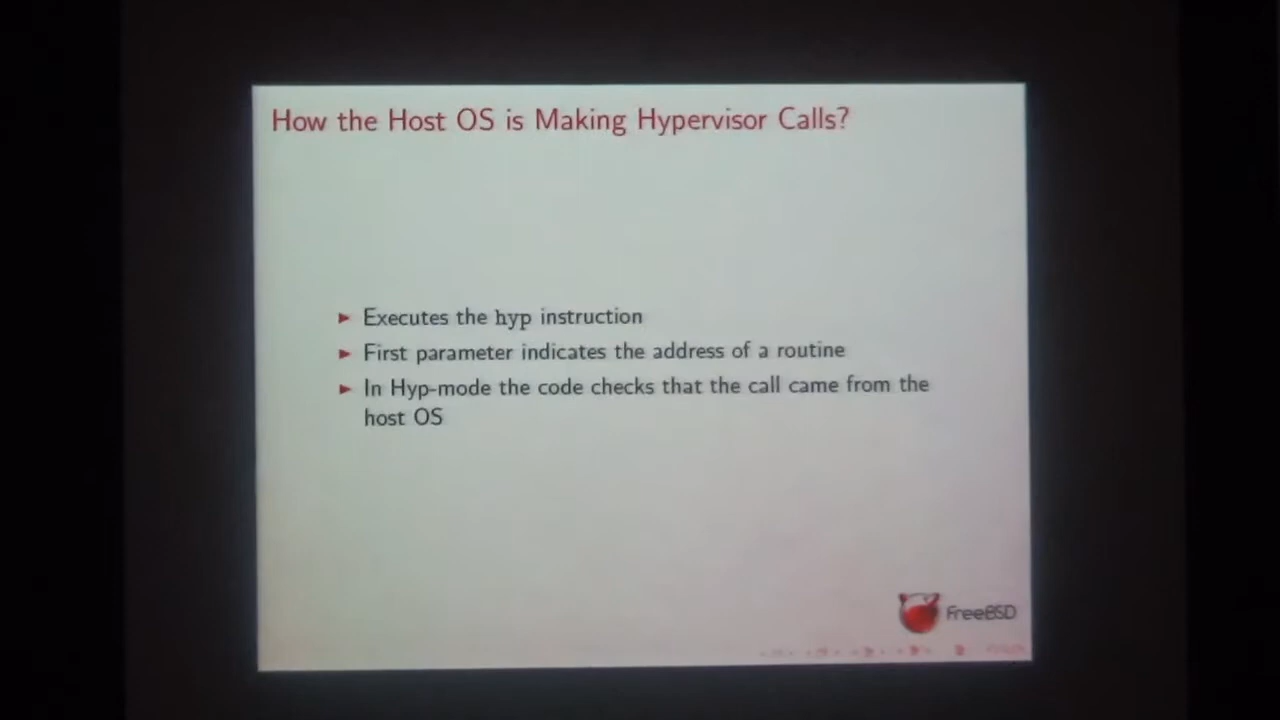 How the Host OS is Making Hypervisor Calls?
Executes the hyp instruction
First parameter indicates the address of a routine
In Hyp-mode the code checks that the call came from the
host OS
FreeBSD